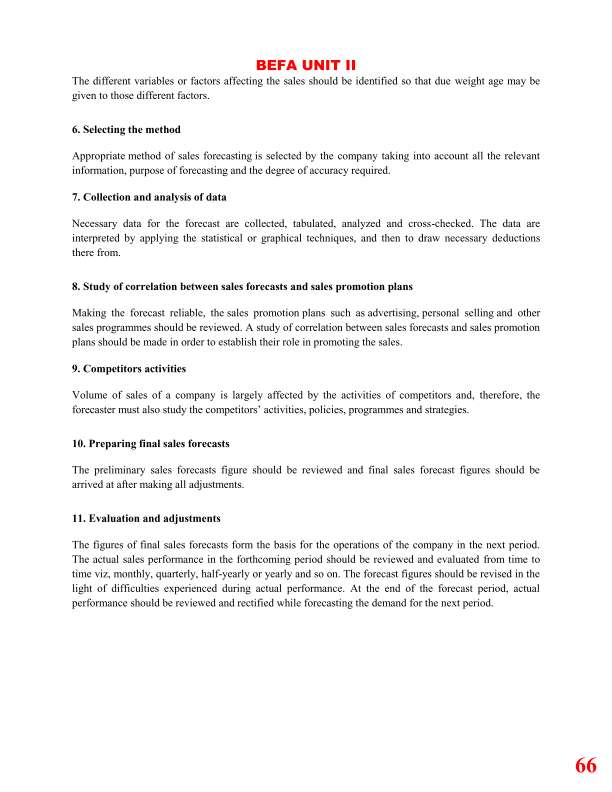 BEFA UNIT II
The different variables or factors affecting the sales should be identified so that due weight age may be
given to those different factors.
6. Selecting the method
Appropriate method of sales forecasting is selected by the company taking into account all the relevant
information, purpose of forecasting and the degree of accuracy required.
7. Collection and analysis of data
Necessary data for the forecast are collected, tabulated, analyzed and cross-checked. The data are
interpreted by applying the statistical or graphical techniques, and then to draw necessary deductions
there from.
8. Study of correlation between sales forecasts and sales promotion plans
Making the forecast reliable, the sales promotion plans such as advertising, personal selling and other
sales programmes should be reviewed. A study of correlation between sales forecasts and sales promotion
plans should be made in order to establish their role in promoting the sales.
9. Competitors activities
Volume of sales of a company is largely affected by the activities of competitors and, therefore, the
forecaster must also study the competitors’ activities, policies, programmes and strategies.
10. Preparing final sales forecasts
The preliminary sales forecasts figure should be reviewed and final sales forecast figures should be
arrived at after making all adjustments.
11. Evaluation and adjustments
The figures of final sales forecasts form the basis for the operations of the company in the next period.
The actual sales performance in the forthcoming period should be reviewed and evaluated from time to
time viz, monthly, quarterly, half-yearly or yearly and so on. The forecast figures should be revised in the
light of difficulties experienced during actual performance. At the end of the forecast period, actual
performance should be reviewed and rectified while forecasting the demand for the next period.
66